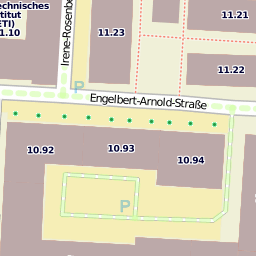 echnisches
11.21
titut
ETI)
11.23
1.10
Irene-Rosenbe
11.22
P
Engelbert-Arnold-Straße
10.92
10.93
10.94
P